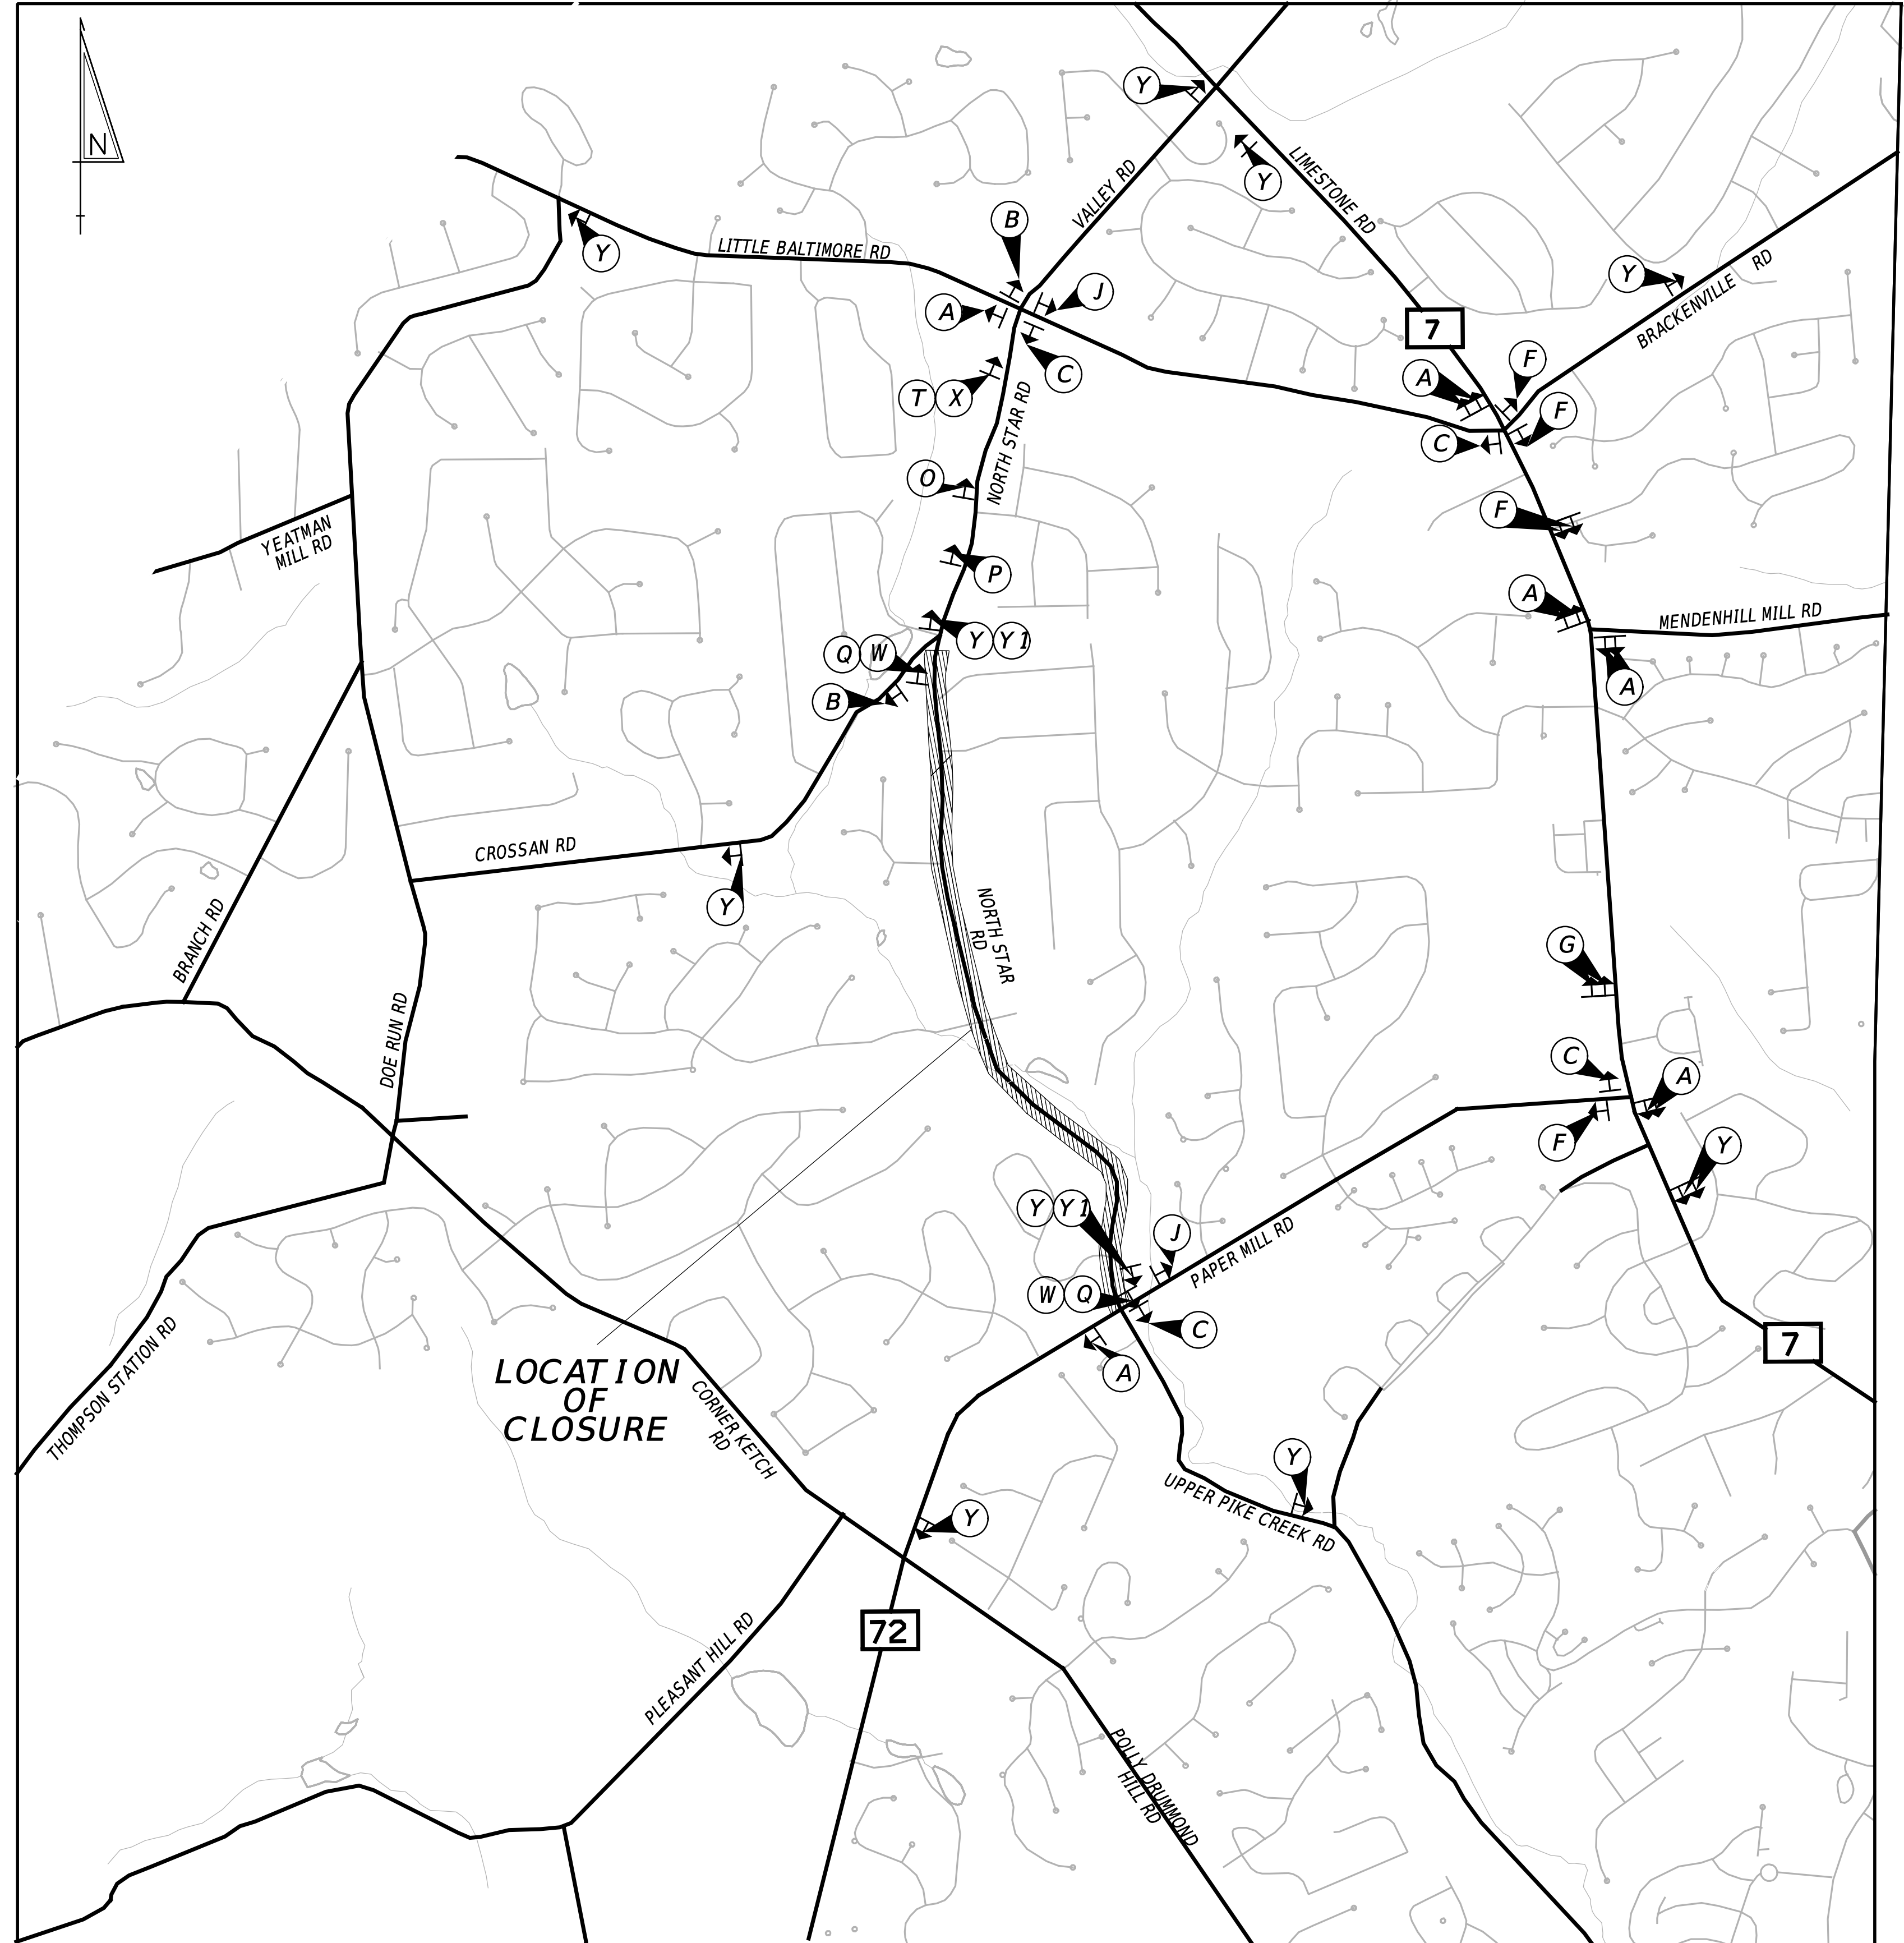 N
Y
Y
VALLEY RD
LIMESTONE RD
B
Y
LITTLE BALTIMORE RD
Y
BRACKENVILLE RD
J
A
7
C
F
A
T X
F
NORTH STAR RD
C
O
F
YEATMAN
MILL RD
P
A
MENDENHILL MILL RD
Y Y1
Q W
A
B
CROSSAN RD
Y
NORTH STAR
RD
BRANCH RD
G
DOE RUN RD
C
A
F
Y
Y Y1
J
PAPER MILL RD
W Q
C
7
THOMPSON STATION RD
A
LOCATION
OF
CLOSURE
CORNER KETCH
RD
Y
UPPER PIKE CREEK RD
Y
72
PLEASANT HILL RD
POLLY DRUMMOND
HILL RD